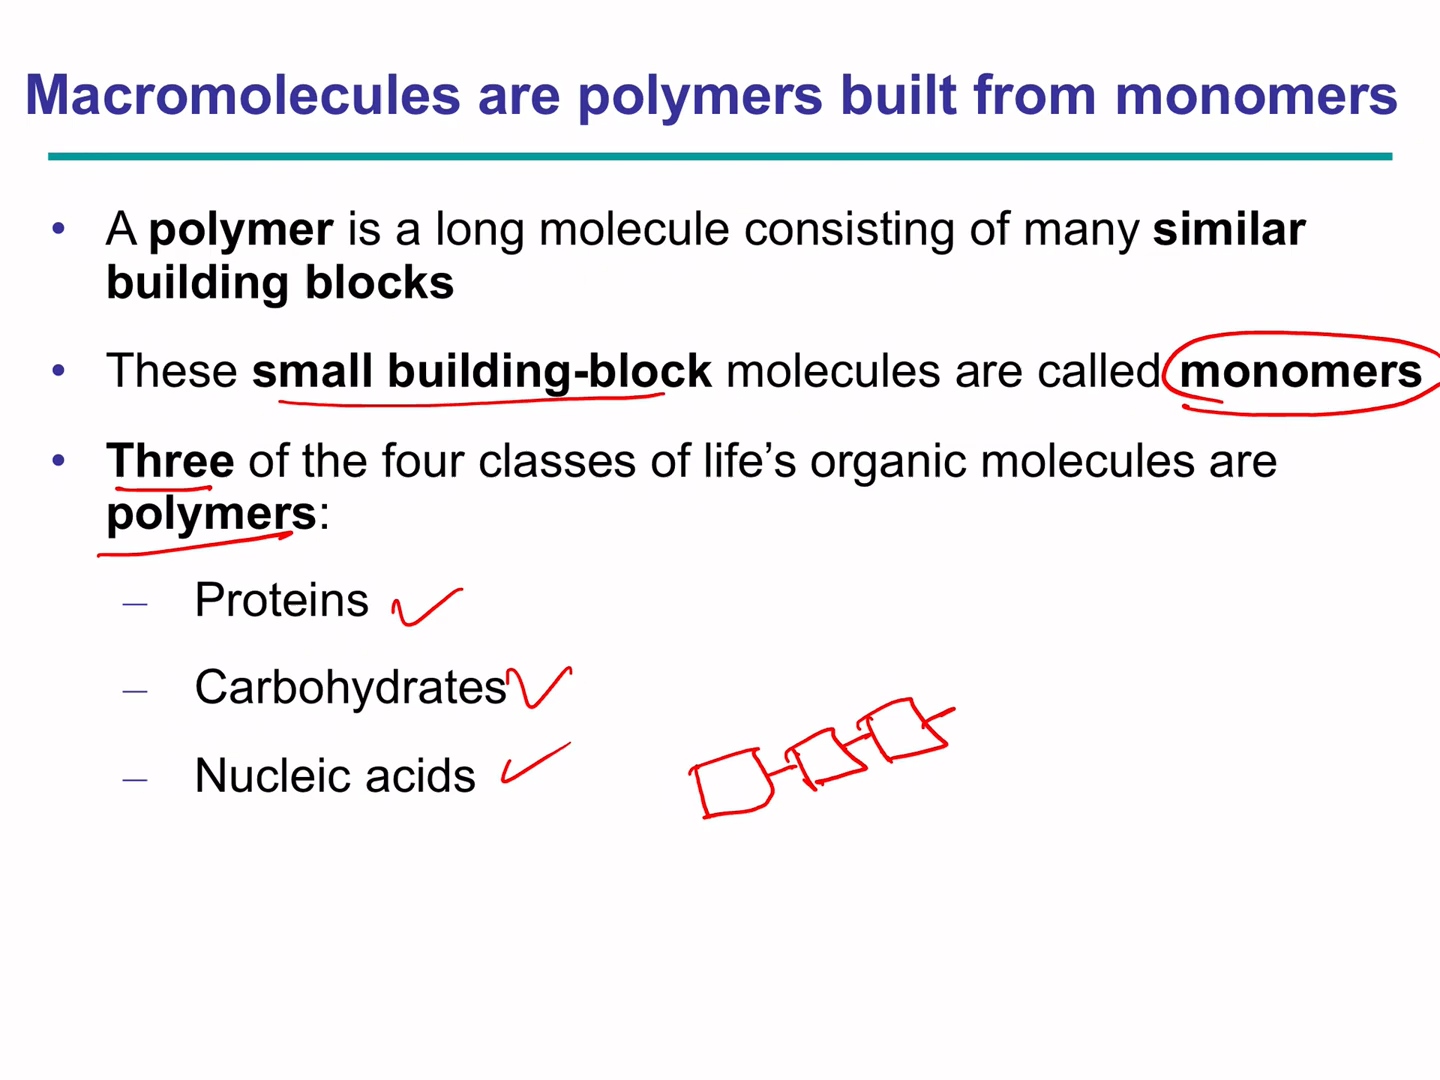 Macromolecules are polymers built from monomers
• A polymer is a long molecule consisting of many similar
building blocks
• These small building-block molecules are called monomers
• Three of the four classes of life’s organic molecules are
polymers:
– Proteins
– Carbohydrates
– Nucleic acids